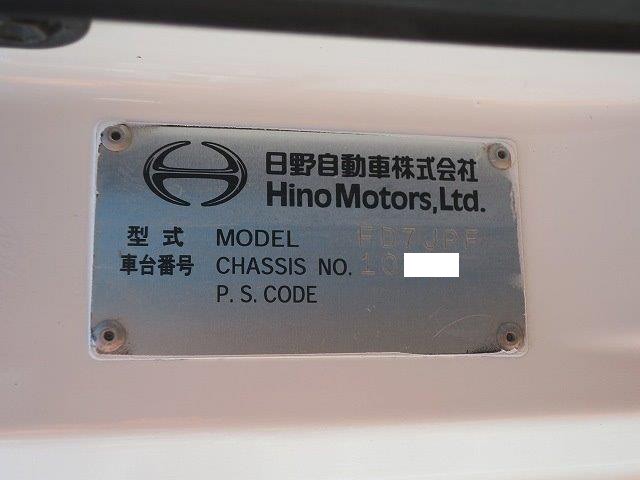 日野自動車株式会社
Hino Motors, Ltd.
型式 MODEL FD7JPF
車台番号 CHASSIS NO. 10
P. S. CODE